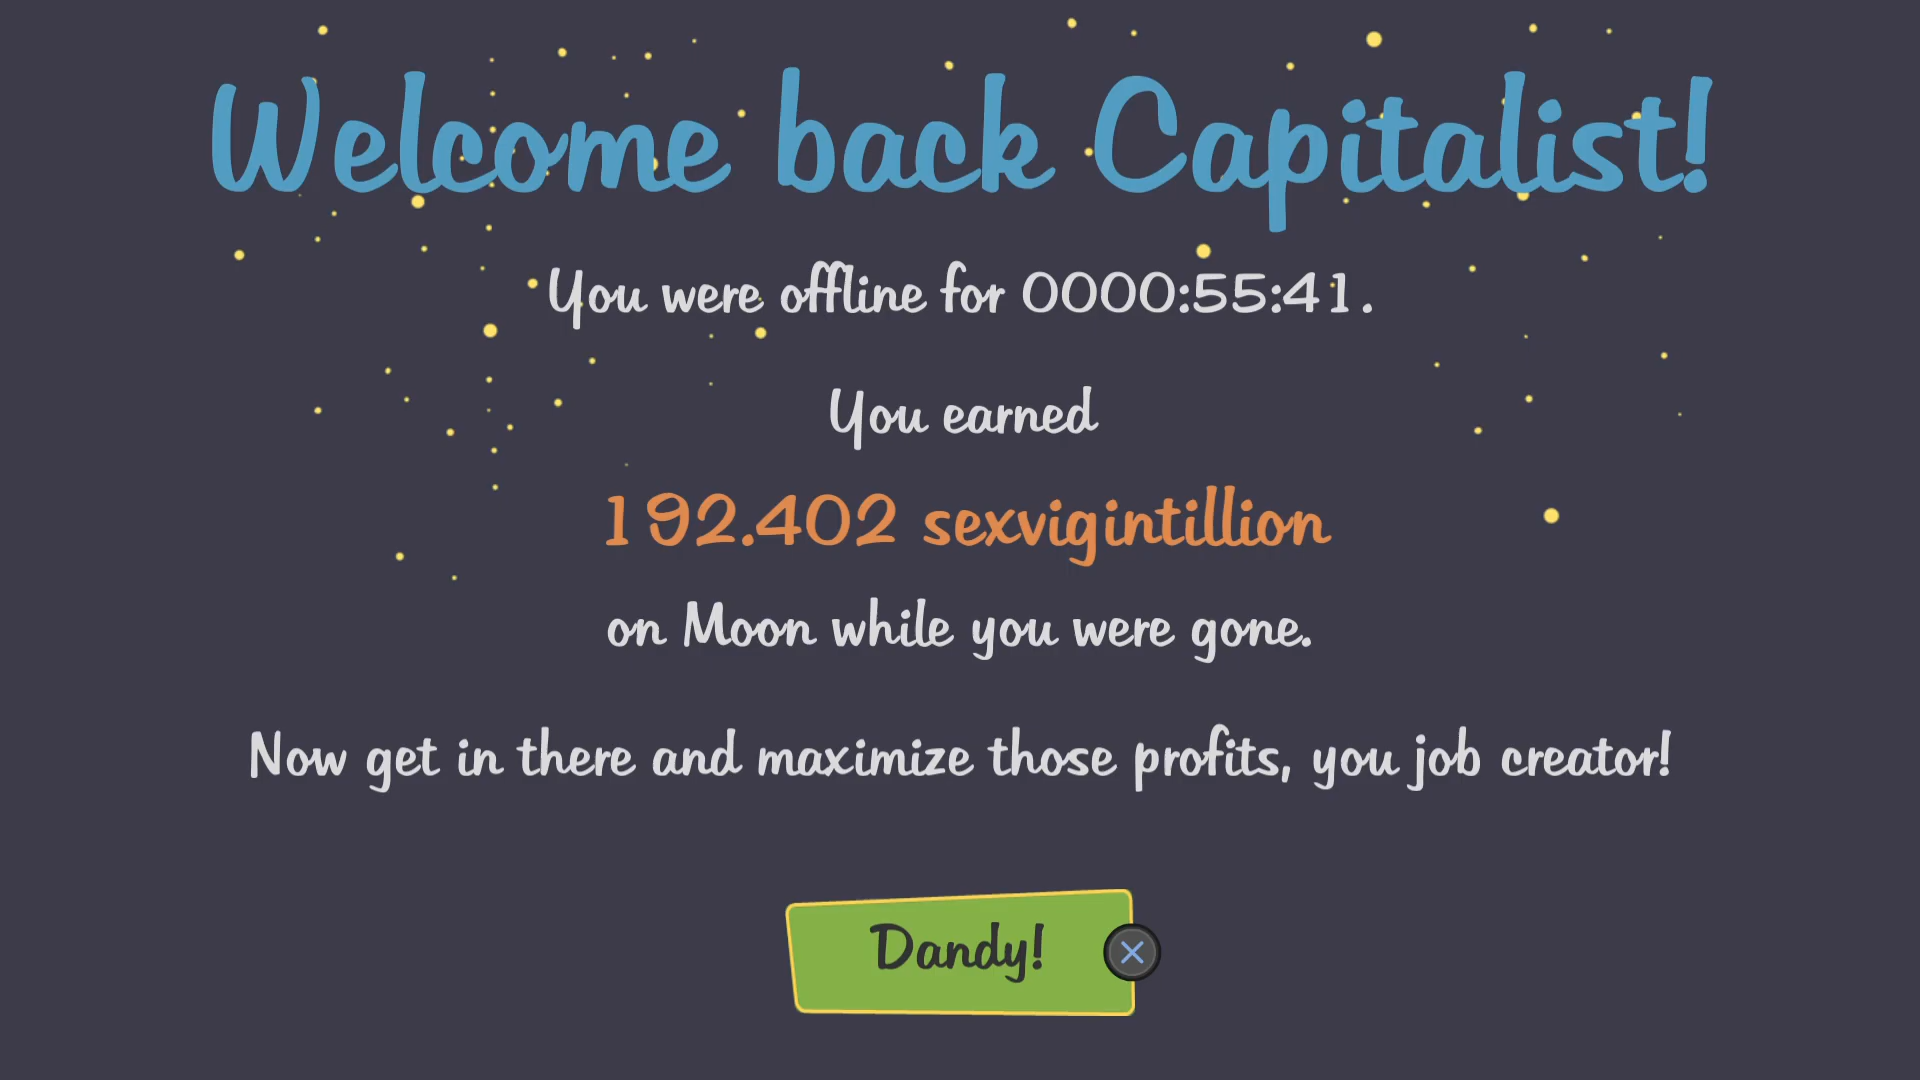 Welcome back Capitalist!
You were offline for 0000:55:41.
You earned
192.402 sexvigintillion
on Moon while you were gone.
Now get in there and maximize those profits, you job creator!
Dandy!